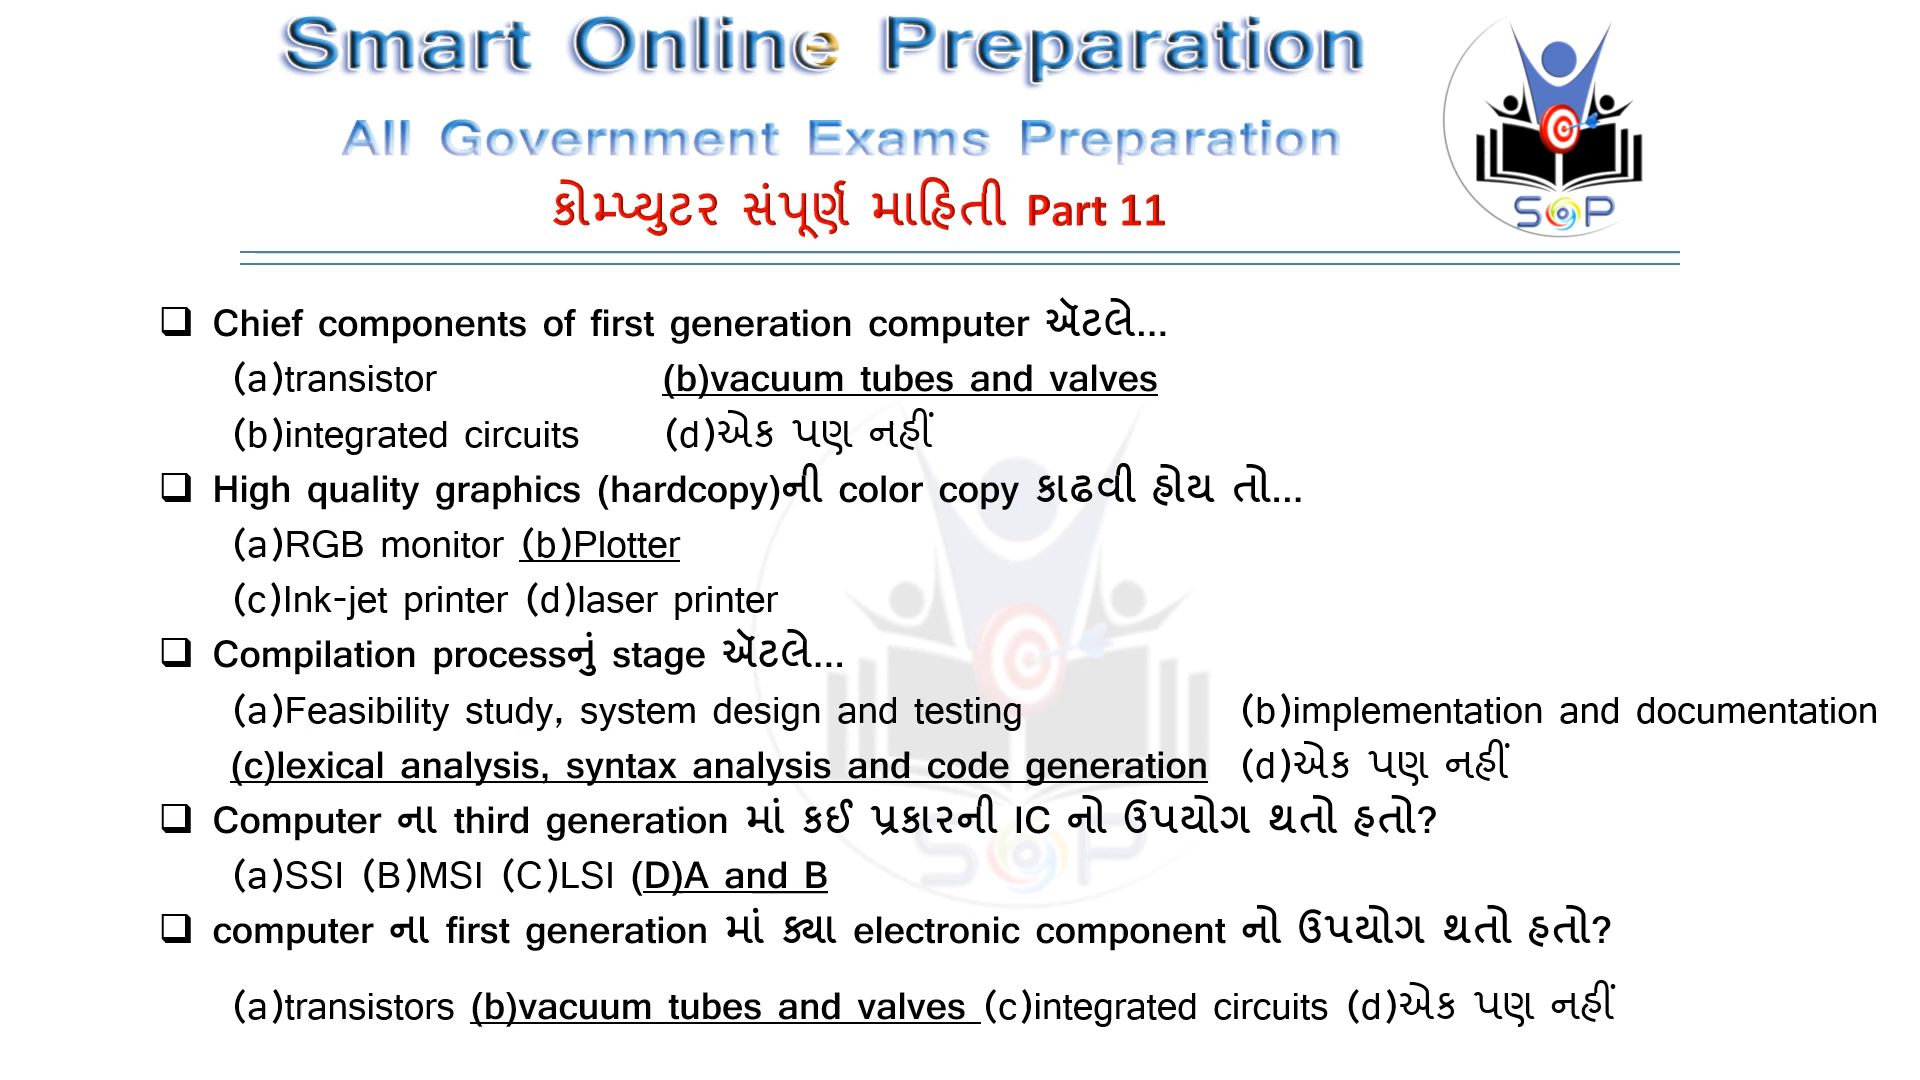 Smart Online Preparation
All Government Exams Preparation
કોમ્પ્યુટર સંપૂર્ણ માહિતી Part 11
SOP
❑ Chief components of first generation computer ઍટલે...
(a)transistor (b)vacuum tubes and valves
(b)integrated circuits (d)એક પણ નહીં
❑ High quality graphics (hardcopy)ની color copy કાઢવી હોય તો...
(a)RGB monitor (b)Plotter
(c)Ink-jet printer (d)laser printer
❑ Compilation processનું stage ઍટલે...
(a)Feasibility study, system design and testing (b)implementation and documentation
(c)lexical analysis, syntax analysis and code generation (d)એક પણ નહીં
❑ Computer ના third generation માં કઈ પ્રકારની IC નો ઉપયોગ થતો હતો?
(a)SSI (B)MSI (C)LSI (D)A and B
❑ computer ના first generation માં ક્યા electronic component નો ઉપયોગ થતો હતો?
(a)transistors (b)vacuum tubes and valves (c)integrated circuits (d)એક પણ નહીં
SOP